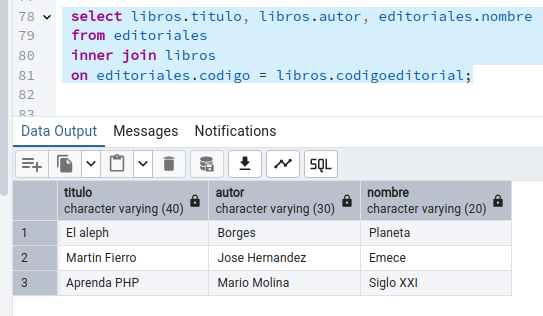 78 select libros.titulo, libros.autor, editoriales.nombre
79 from editoriales
80 inner join libros
81 on editoriales.codigo = libros.codigoeditorial;
82
83
Data Output Messages Notifications
SQL
titulo autor nombre
character varying (40) character varying (30) character varying (20)
1 El aleph Borges Planeta
2 Martin Fierro Jose Hernandez Emece
3 Aprenda PHP Mario Molina Siglo XXI